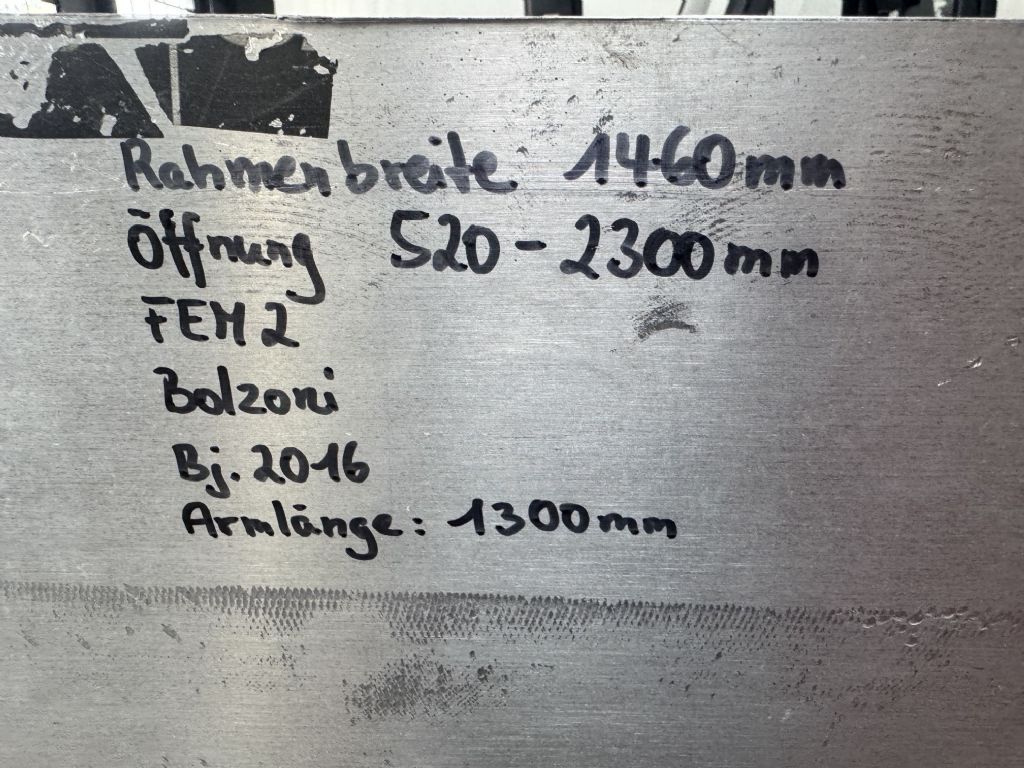 Rahmenbreite 1460mm
Öffnung 520-2300mm
FEM 2
Bolzoni
Bj. 2016
Armlänge: 1300mm